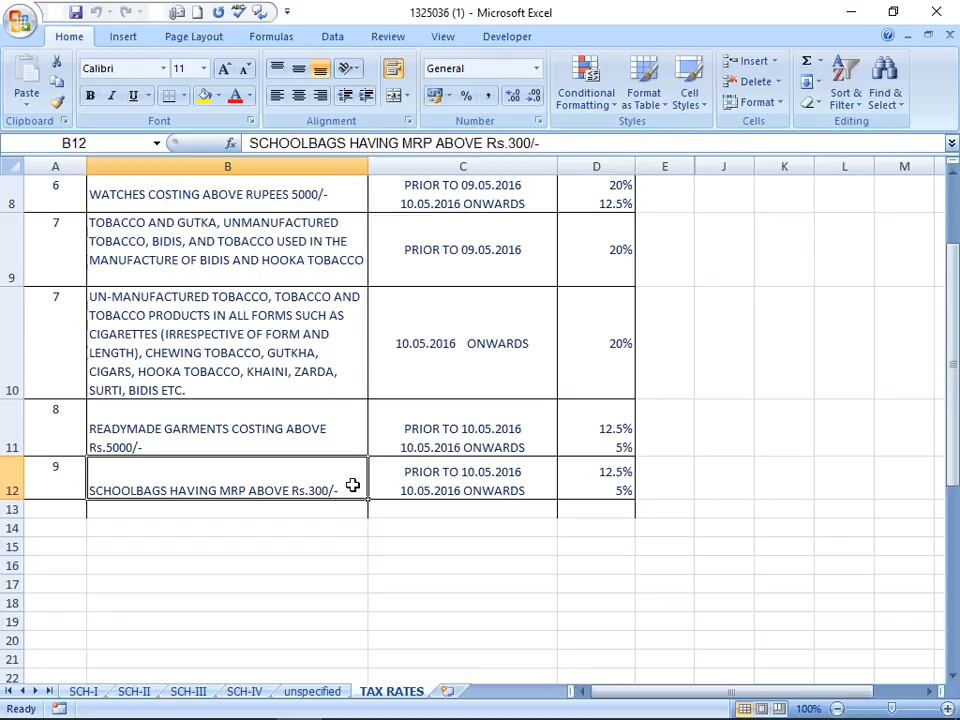 1325036 (1) - Microsoft Excel
Home Insert Page Layout Formulas Data Review View Developer
Paste Calibri 11 General Conditional Formatting Format as Table Cell Styles Insert Delete Format Sort & Filter Find & Select
Clipboard Font Alignment Number Styles Cells Editing
B12 fx SCHOOLBAGS HAVING MRP ABOVE Rs.300/-
A B C D E J K L M
8 6 WATCHES COSTING ABOVE RUPEES 5000/- PRIOR TO 09.05.2016 20%
10.05.2016 ONWARDS 12.5%
9 7 TOBACCO AND GUTKA, UNMANUFACTURED
TOBACCO, BIDIS, AND TOBACCO USED IN THE
MANUFACTURE OF BIDIS AND HOOKA TOBACCO
PRIOR TO 09.05.2016 20%
10 7 UN-MANUFACTURED TOBACCO, TOBACCO AND
TOBACCO PRODUCTS IN ALL FORMS SUCH AS
CIGARETTES (IRRESPECTIVE OF FORM AND
LENGTH), CHEWING TOBACCO, GUTKHA,
CIGARS, HOOKA TOBACCO, KHAINI, ZARDA,
SURTI, BIDIS ETC.
10.05.2016 ONWARDS 20%
11 8 READYMADE GARMENTS COSTING ABOVE
Rs.5000/-
PRIOR TO 10.05.2016 12.5%
10.05.2016 ONWARDS 5%
12 9 SCHOOLBAGS HAVING MRP ABOVE Rs.300/-
PRIOR TO 10.05.2016 12.5%
10.05.2016 ONWARDS 5%
13
14
15
16
17
18
19
20
21
22
SCH-I SCH-II SCH-III SCH-IV unspecified TAX RATES
Ready 100%